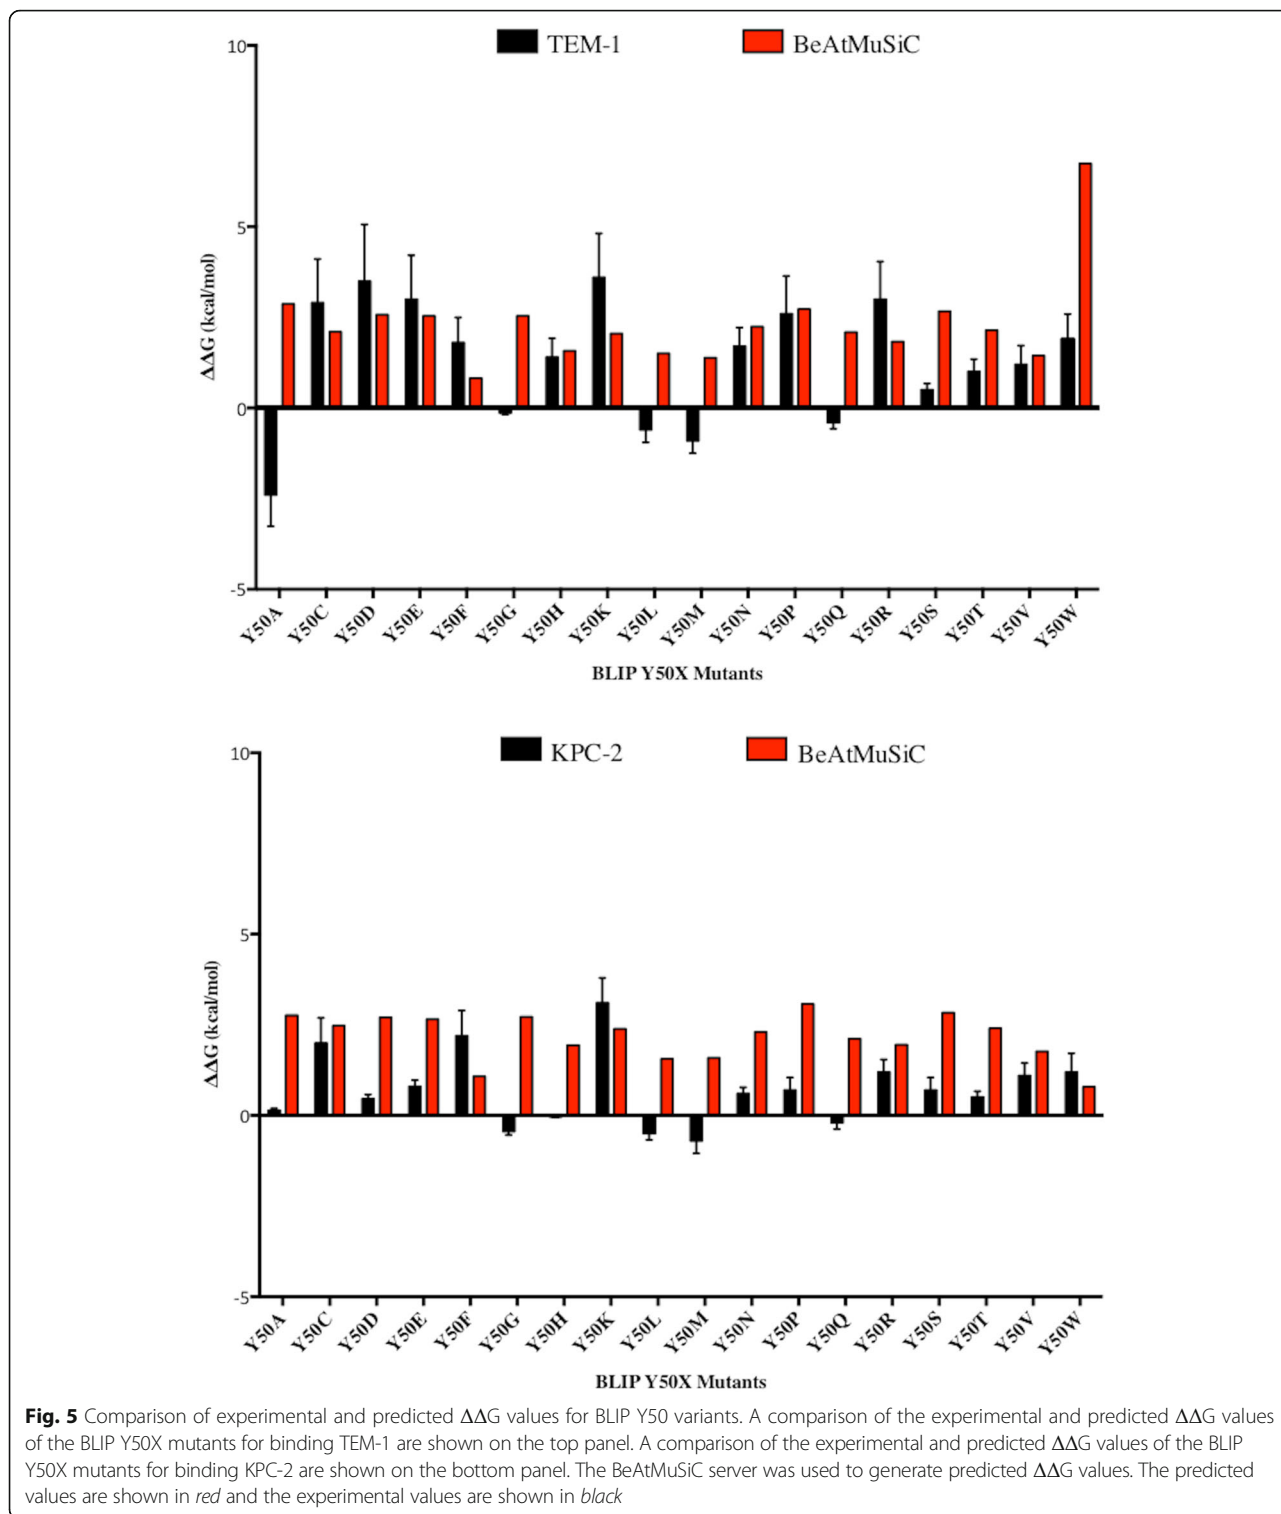 TEM-1 BeAtMuSiC
10
5
0
-5
ΔΔG (kcal/mol)
Y50A Y50C Y50D Y50E Y50F Y50G Y50H Y50K Y50L Y50M Y50N Y50P Y50Q Y50R Y50S Y50T Y50V Y50W
BLIP Y50X Mutants
KPC-2 BeAtMuSiC
10
5
0
-5
ΔΔG (kcal/mol)
Y50A Y50C Y50D Y50E Y50F Y50G Y50H Y50K Y50L Y50M Y50N Y50P Y50Q Y50R Y50S Y50T Y50V Y50W
BLIP Y50X Mutants
Fig. 5 Comparison of experimental and predicted ΔΔG values for BLIP Y50 variants. A comparison of the experimental and predicted ΔΔG values
of the BLIP Y50X mutants for binding TEM-1 are shown on the top panel. A comparison of the experimental and predicted ΔΔG values of the BLIP
Y50X mutants for binding KPC-2 are shown on the bottom panel. The BeAtMuSiC server was used to generate predicted ΔΔG values. The predicted
values are shown in red and the experimental values are shown in black